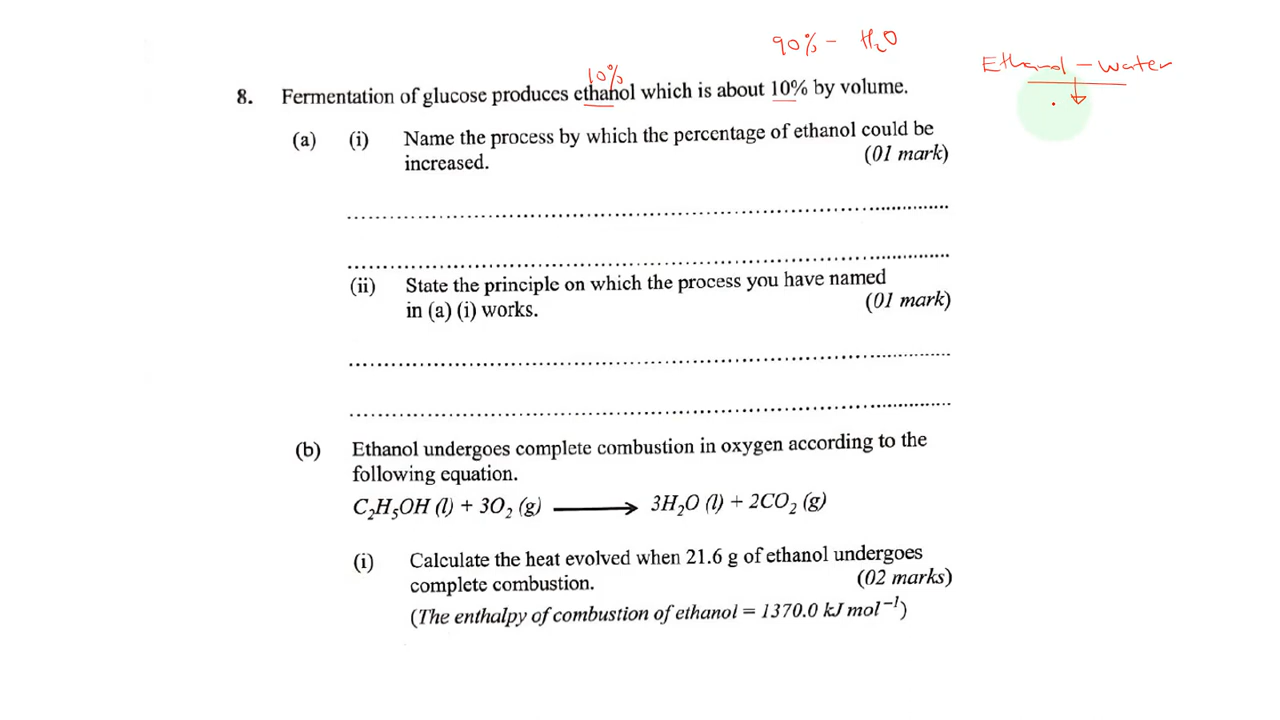 90% - H₂O
Ethanol - water
10%
8. Fermentation of glucose produces ethanol which is about 10% by volume.
(a) (i) Name the process by which the percentage of ethanol could be
increased. (01 mark)
(ii) State the principle on which the process you have named
in (a) (i) works. (01 mark)
(b) Ethanol undergoes complete combustion in oxygen according to the
following equation.
C₂H₅OH (l) + 3O₂ (g) ⟶ 3H₂O (l) + 2CO₂ (g)
(i) Calculate the heat evolved when 21.6 g of ethanol undergoes
complete combustion. (02 marks)
(The enthalpy of combustion of ethanol = 1370.0 kJ mol⁻¹)